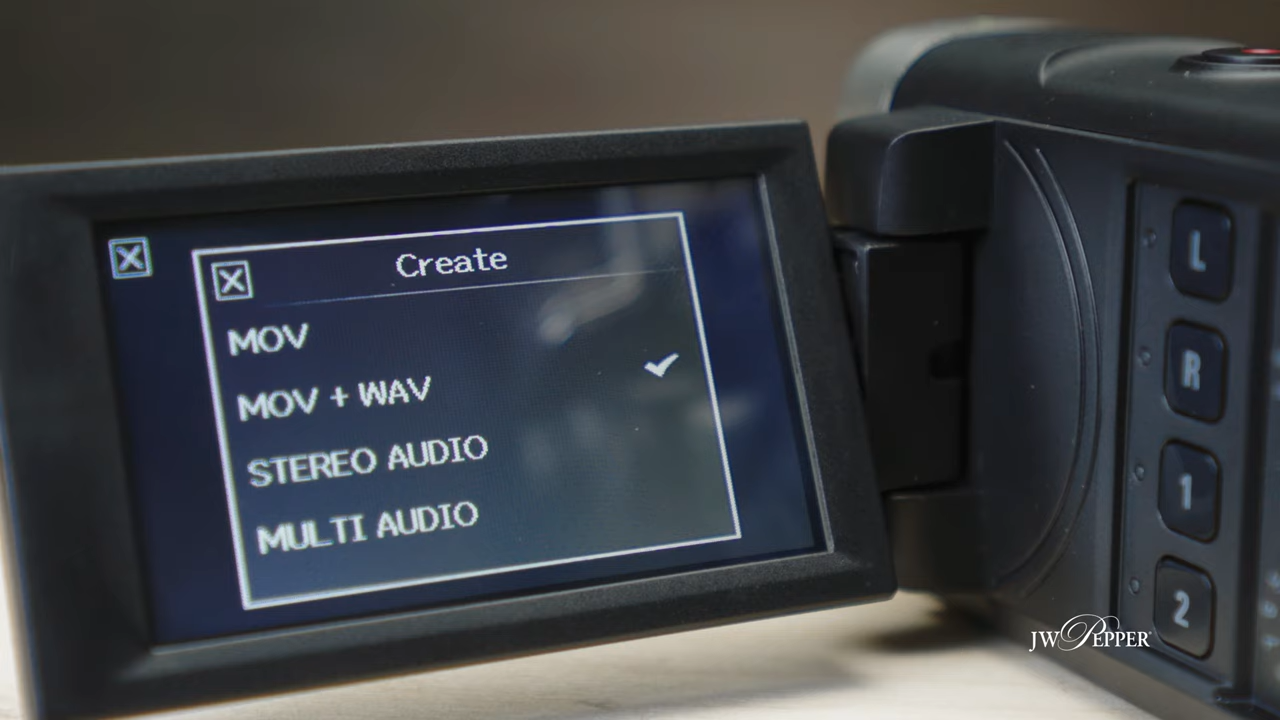 Create
MOV
MOV + WAV
STEREO AUDIO
MULTI AUDIO
L
R
1
2
JW PEPPER